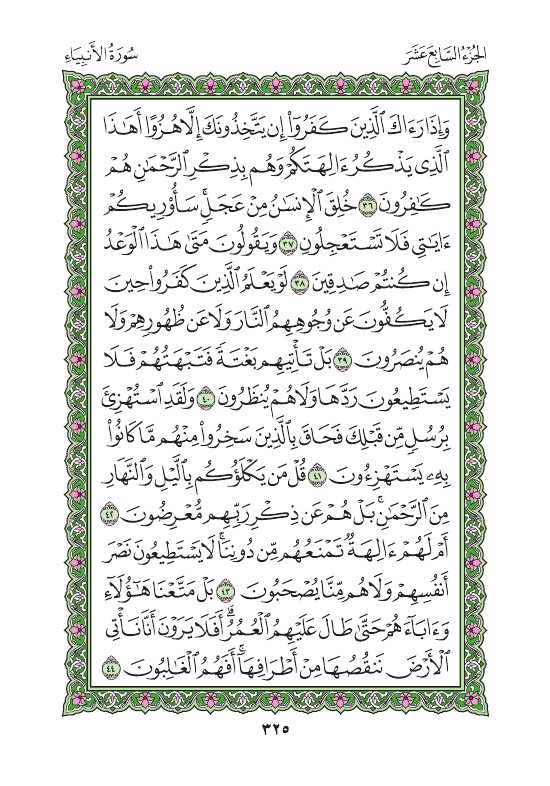 الجُزْءُ السَّابِعَ عَشَرَ
سُورَةُ الأَنبِيَاءِ
وَإِذَا رَءَاكَ ٱلَّذِينَ كَفَرُوٓاْ إِن يَتَّخِذُونَكَ إِلَّا هُزُوًا أَهَٰذَا
ٱلَّذِي يَذْكُرُ ءَالِهَتَكُمْ وَهُم بِذِكْرِ ٱلرَّحْمَٰنِ هُمْ
كَٰفِرُونَ ٣٦ خُلِقَ ٱلْإِنسَٰنُ مِنْ عَجَلٍۚ سَأُوْرِيكُمْ
ءَايَٰتِي فَلَا تَسْتَعْجِلُونِ ٣٧ وَيَقُولُونَ مَتَىٰ هَٰذَا ٱلْوَعْدُ
إِن كُنتُمْ صَٰدِقِينَ ٣٨ لَوْ يَعْلَمُ ٱلَّذِينَ كَفَرُواْ حِينَ
لَا يَكُفُّونَ عَن وُجُوهِهِمُ ٱلنَّارَ وَلَا عَن ظُهُورِهِمْ وَلَا
هُمْ يُنصَرُونَ ٣٩ بَلْ تَأْتِيهِم بَغْتَةً فَتَبْهَتُهُمْ فَلَا
يَسْتَطِيعُونَ رَدَّهَا وَلَا هُمْ يُنظَرُونَ ٤٠ وَلَقَدِ ٱسْتُهْزِئَ
بِرُسُلٍ مِّن قَبْلِكَ فَحَاقَ بِٱلَّذِينَ سَخِرُواْ مِنْهُم مَّا كَانُواْ
بِهِۦ يَسْتَهْزِءُونَ ٤١ قُلْ مَن يَكْلَؤُكُم بِٱلَّيْلِ وَٱلنَّهَارِ
مِنَ ٱلرَّحْمَٰنِۚ بَلْ هُمْ عَن ذِكْرِ رَبِّهِم مُّعْرِضُونَ ٤٢
أَمْ لَهُمْ ءَالِهَةٌ تَمْنَعُهُم مِّن دُونِنَاۚ لَا يَسْتَطِيعُونَ نَصْرَ
أَنفُسِهِمْ وَلَا هُم مِّنَّا يُصْحَبُونَ ٤٣ بَلْ مَتَّعْنَا هَٰٓؤُلَآءِ
وَءَابَآءَهُمْ حَتَّىٰ طَالَ عَلَيْهِمُ ٱلْعُمُرُۗ أَفَلَا يَرَوْنَ أَنَّا نَأْتِي
ٱلْأَرْضَ نَنقُصُهَا مِنْ أَطْرَافِهَآۚ أَفَهُمُ ٱلْغَٰلِبُونَ ٤٤
٣٢٥